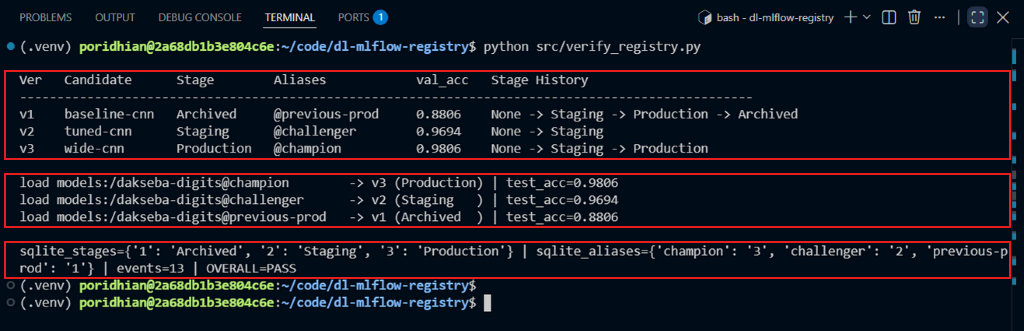 PROBLEMS OUTPUT DEBUG CONSOLE TERMINAL PORTS 1 bash - dl-mlflow-registry
(.venv) poridhian@2a68db1b3e804c6e:~/code/dl-mlflow-registry$ python src/verify_registry.py
Ver Candidate Stage Aliases val_acc Stage History
--------------------------------------------------------------------------------------------------
v1 baseline-cnn Archived @previous-prod 0.8806 None -> Staging -> Production -> Archived
v2 tuned-cnn Staging @challenger 0.9694 None -> Staging
v3 wide-cnn Production @champion 0.9806 None -> Staging -> Production
load models:/dakseba-digits@champion -> v3 (Production) | test_acc=0.9806
load models:/dakseba-digits@challenger -> v2 (Staging ) | test_acc=0.9694
load models:/dakseba-digits@previous-prod -> v1 (Archived ) | test_acc=0.8806
sqlite_stages={'1': 'Archived', '2': 'Staging', '3': 'Production'} | sqlite_aliases={'champion': '3', 'challenger': '2', 'previous-p
rod': '1'} | events=13 | OVERALL=PASS
(.venv) poridhian@2a68db1b3e804c6e:~/code/dl-mlflow-registry$
(.venv) poridhian@2a68db1b3e804c6e:~/code/dl-mlflow-registry$